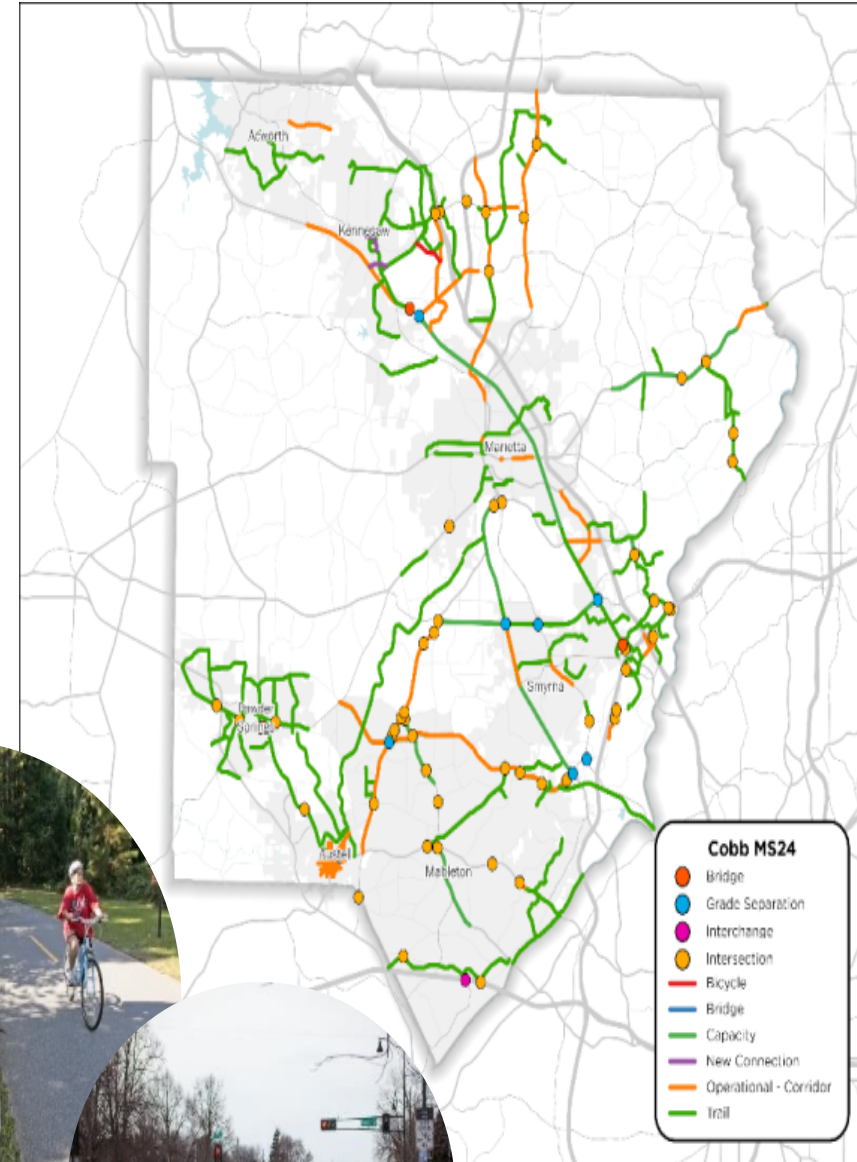 Acworth
Kennesaw
Marietta
Smyrna
Powder
Springs
Austell
Mableton
Cobb MS24
Bridge
Grade Separation
Interchange
Intersection
Bicycle
Bridge
Capacity
New Connection
Operational - Corridor
Trail